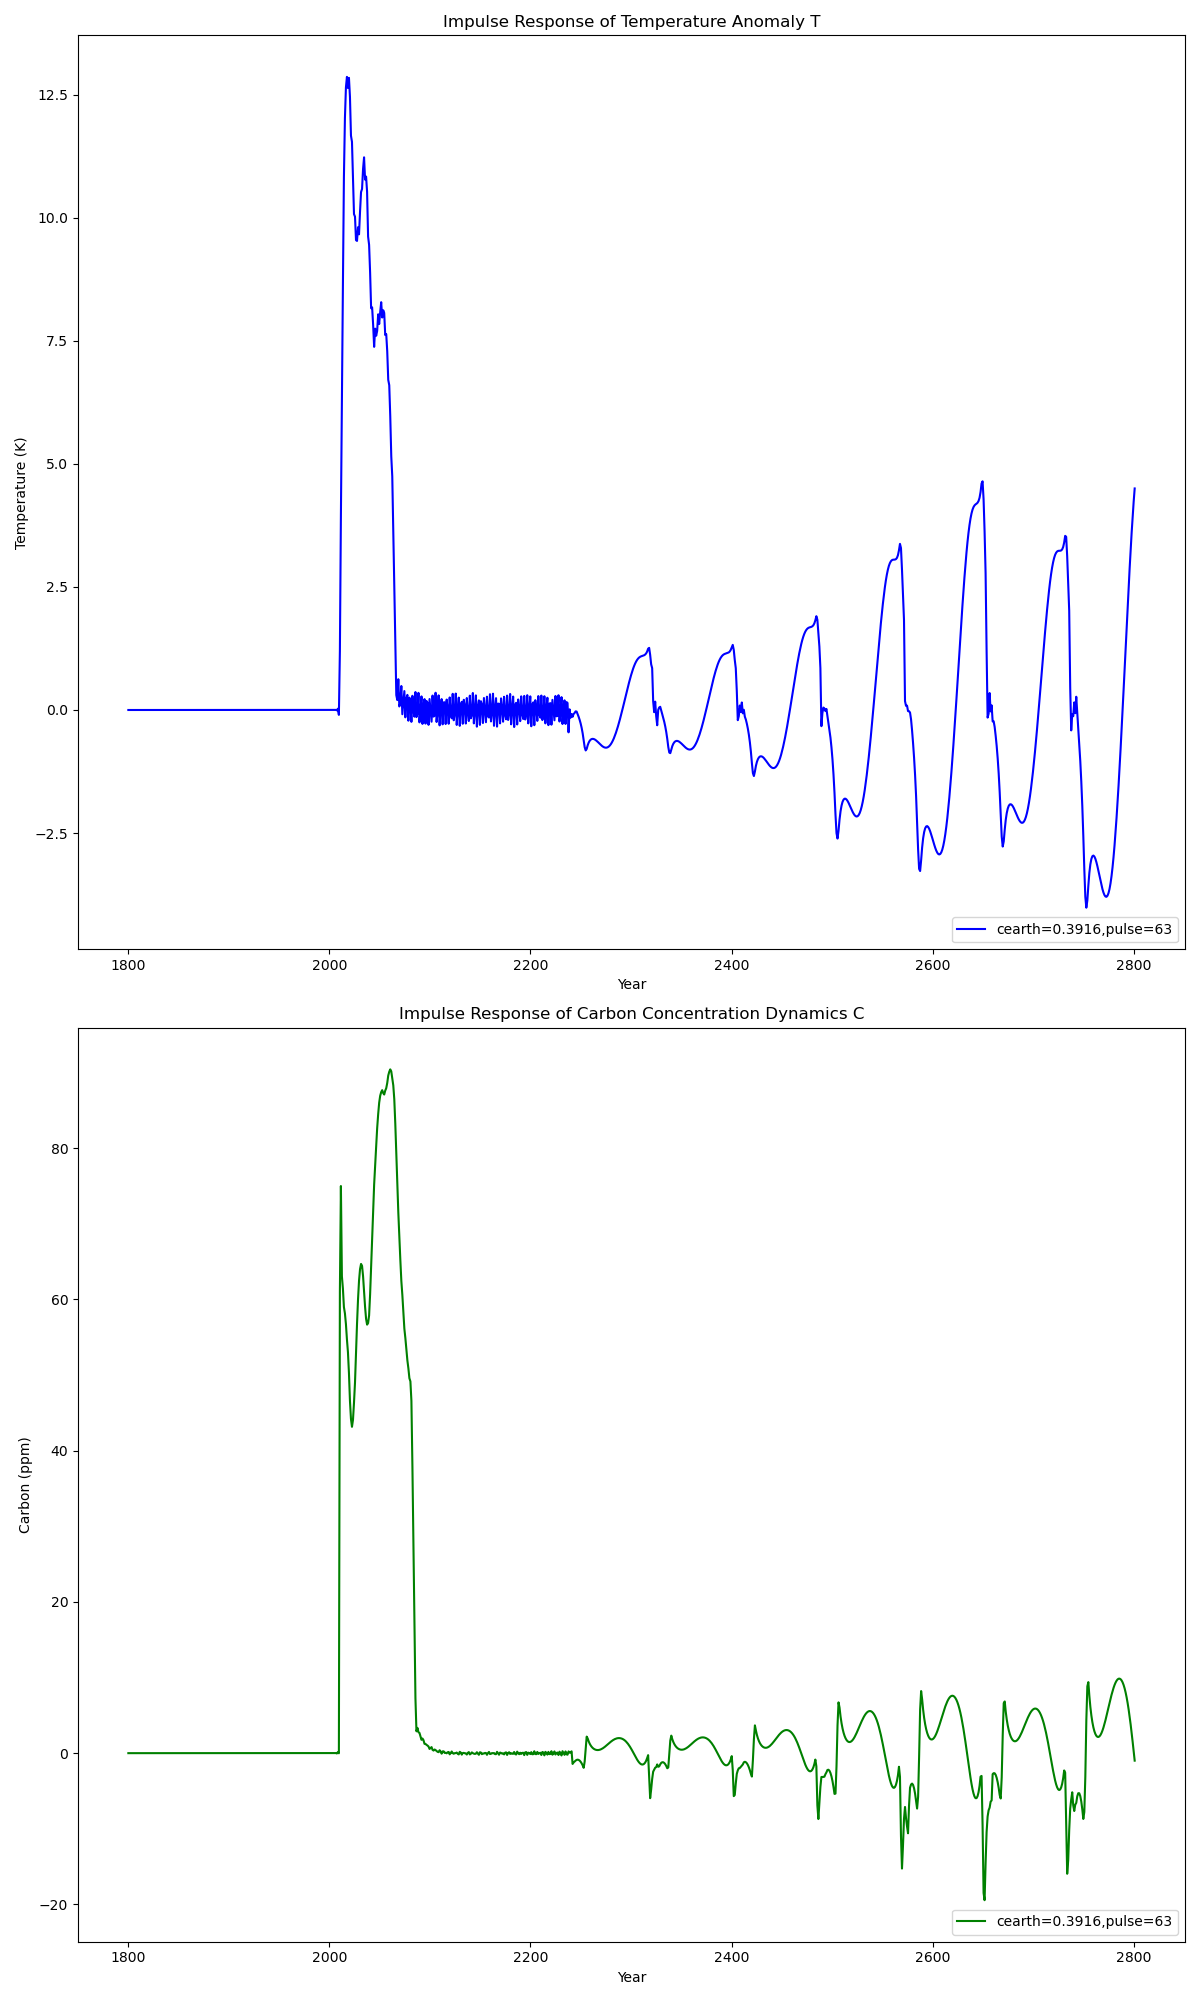 Impulse Response of Temperature Anomaly T
12.5
10.0
7.5
5.0
2.5
0.0
−2.5
Temperature (K)
cearth=0.3916,pulse=63
1800 2000 2200 2400 2600 2800
Year
Impulse Response of Carbon Concentration Dynamics C
80
60
40
20
0
−20
Carbon (ppm)
cearth=0.3916,pulse=63
1800 2000 2200 2400 2600 2800
Year